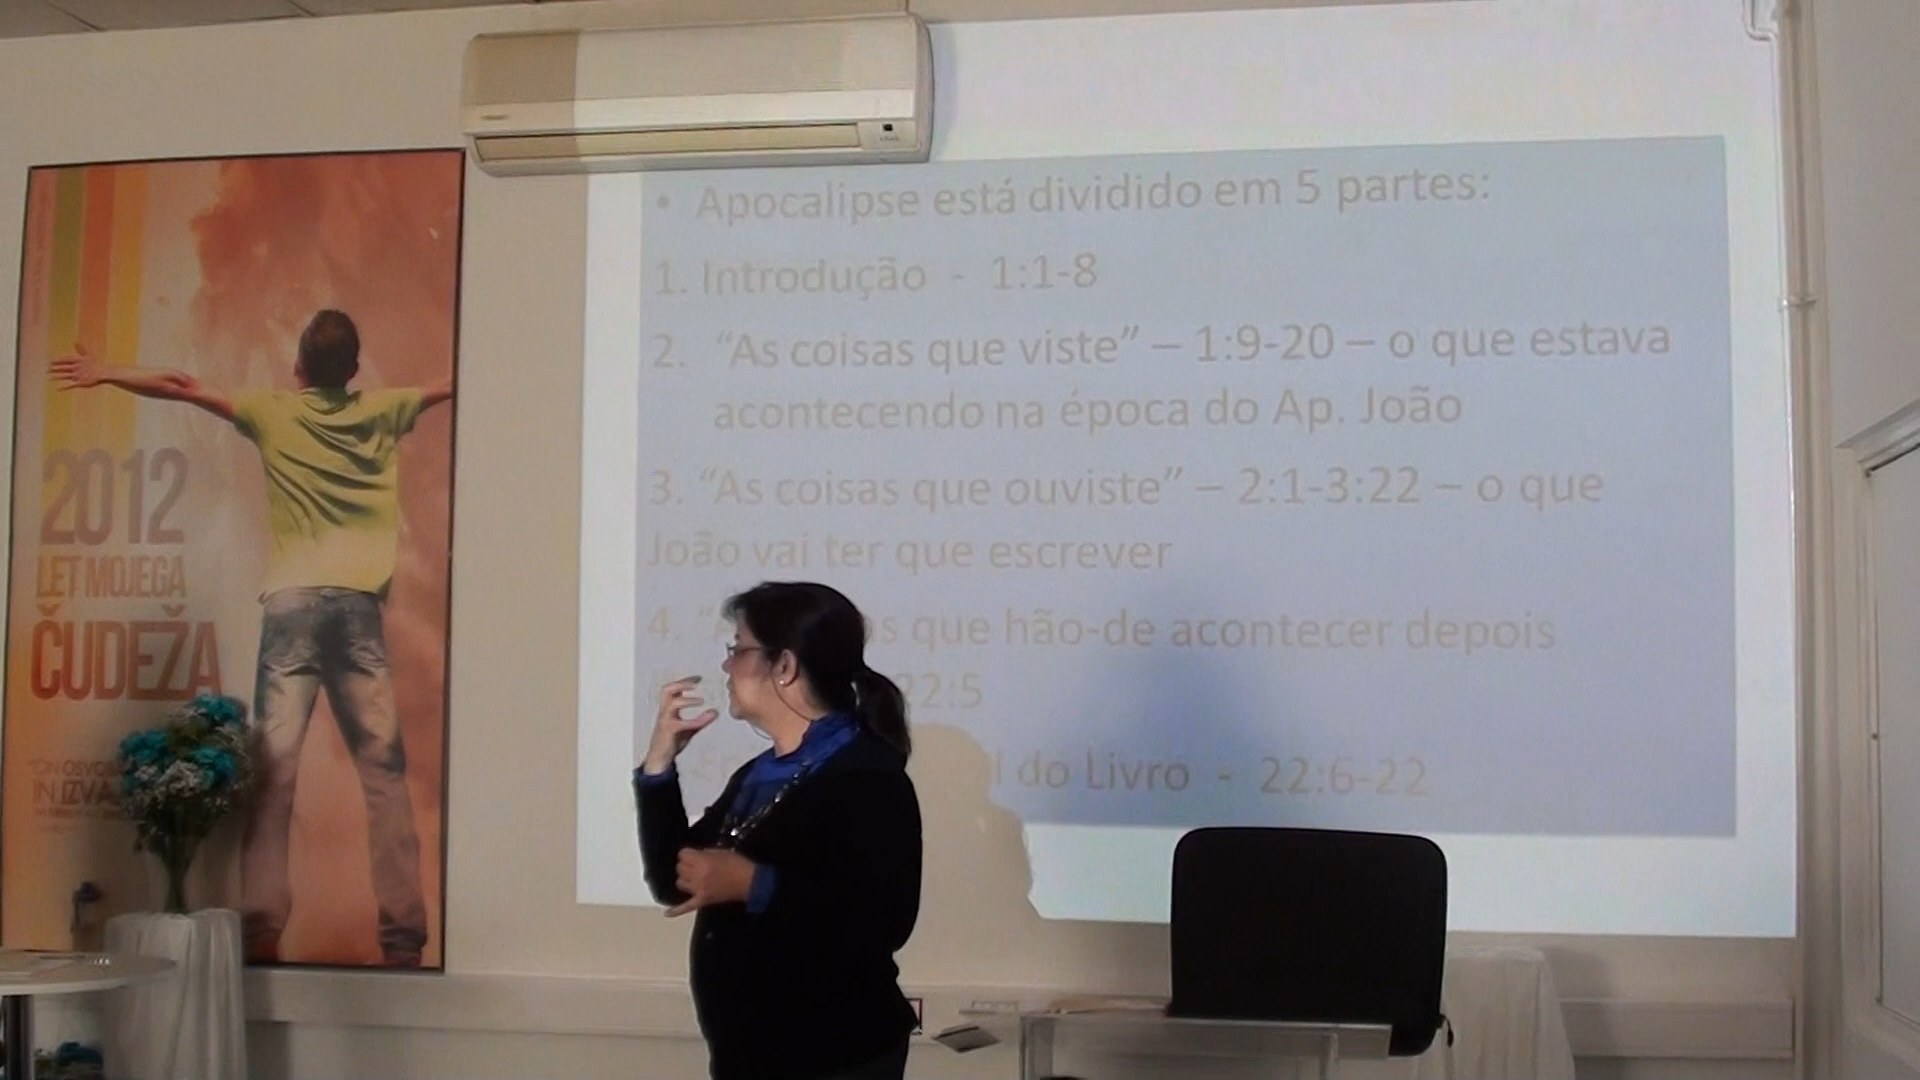 • Apocalipse está dividido em 5 partes:
1. Introdução - 1:1-8
2. “As coisas que viste” – 1:9-20 – o que estava
acontecendo na época do Ap. João
3. “As coisas que ouviste” – 2:1-3:22 – o que
João vai ter que escrever
4. que hão-de acontecer depois
22:5
do Livro - 22:6-22
2012
LET MOJEGA
ČUDEŽA
IN